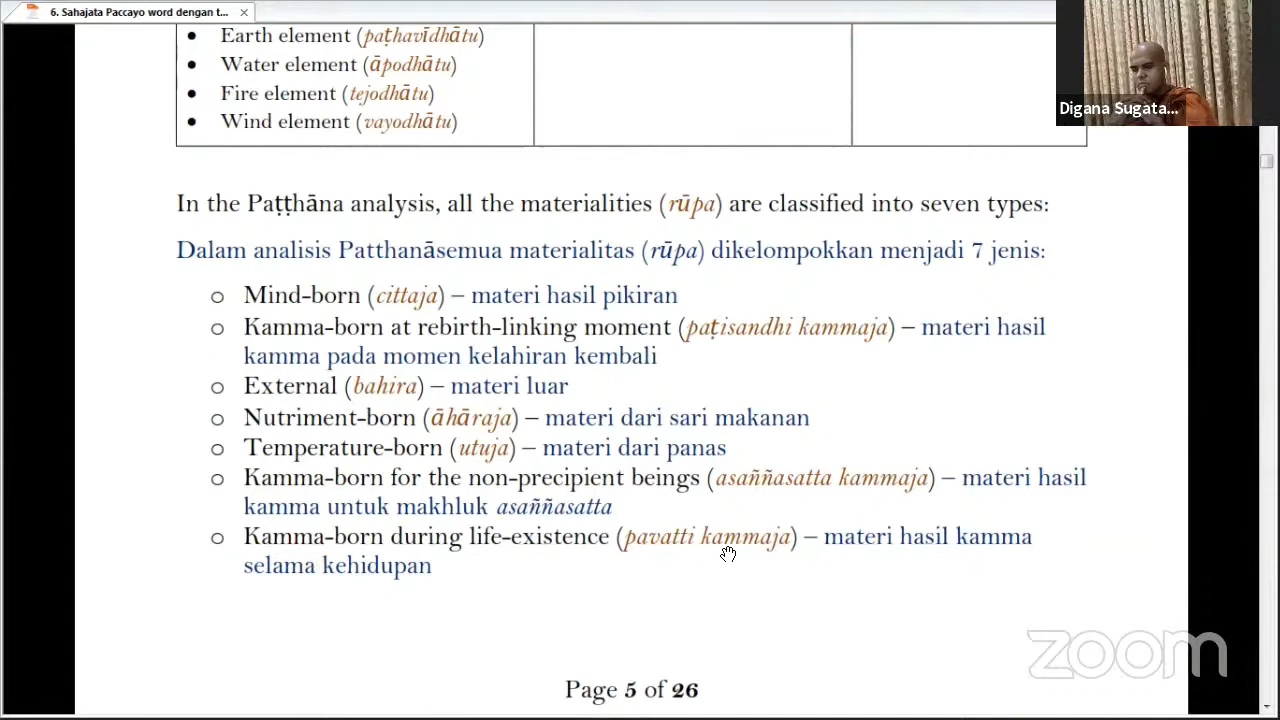 6. Sahajata Paccayo word dengan t...
• Earth element (paṭhavīdhātu)
• Water element (āpodhātu)
• Fire element (tejodhātu)
• Wind element (vayodhātu)
Digana Sugata...
In the Paṭṭhāna analysis, all the materialities (rūpa) are classified into seven types:
Dalam analisis Patthanāsemua materialitas (rūpa) dikelompokkan menjadi 7 jenis:
o Mind-born (cittaja) – materi hasil pikiran
o Kamma-born at rebirth-linking moment (paṭisandhi kammaja) – materi hasil
kamma pada momen kelahiran kembali
o External (bahira) – materi luar
o Nutriment-born (āhāraja) – materi dari sari makanan
o Temperature-born (utuja) – materi dari panas
o Kamma-born for the non-precipient beings (asaññasatta kammaja) – materi hasil
kamma untuk makhluk asaññasatta
o Kamma-born during life-existence (pavatti kammaja) – materi hasil kamma
selama kehidupan
zoom
Page 5 of 26